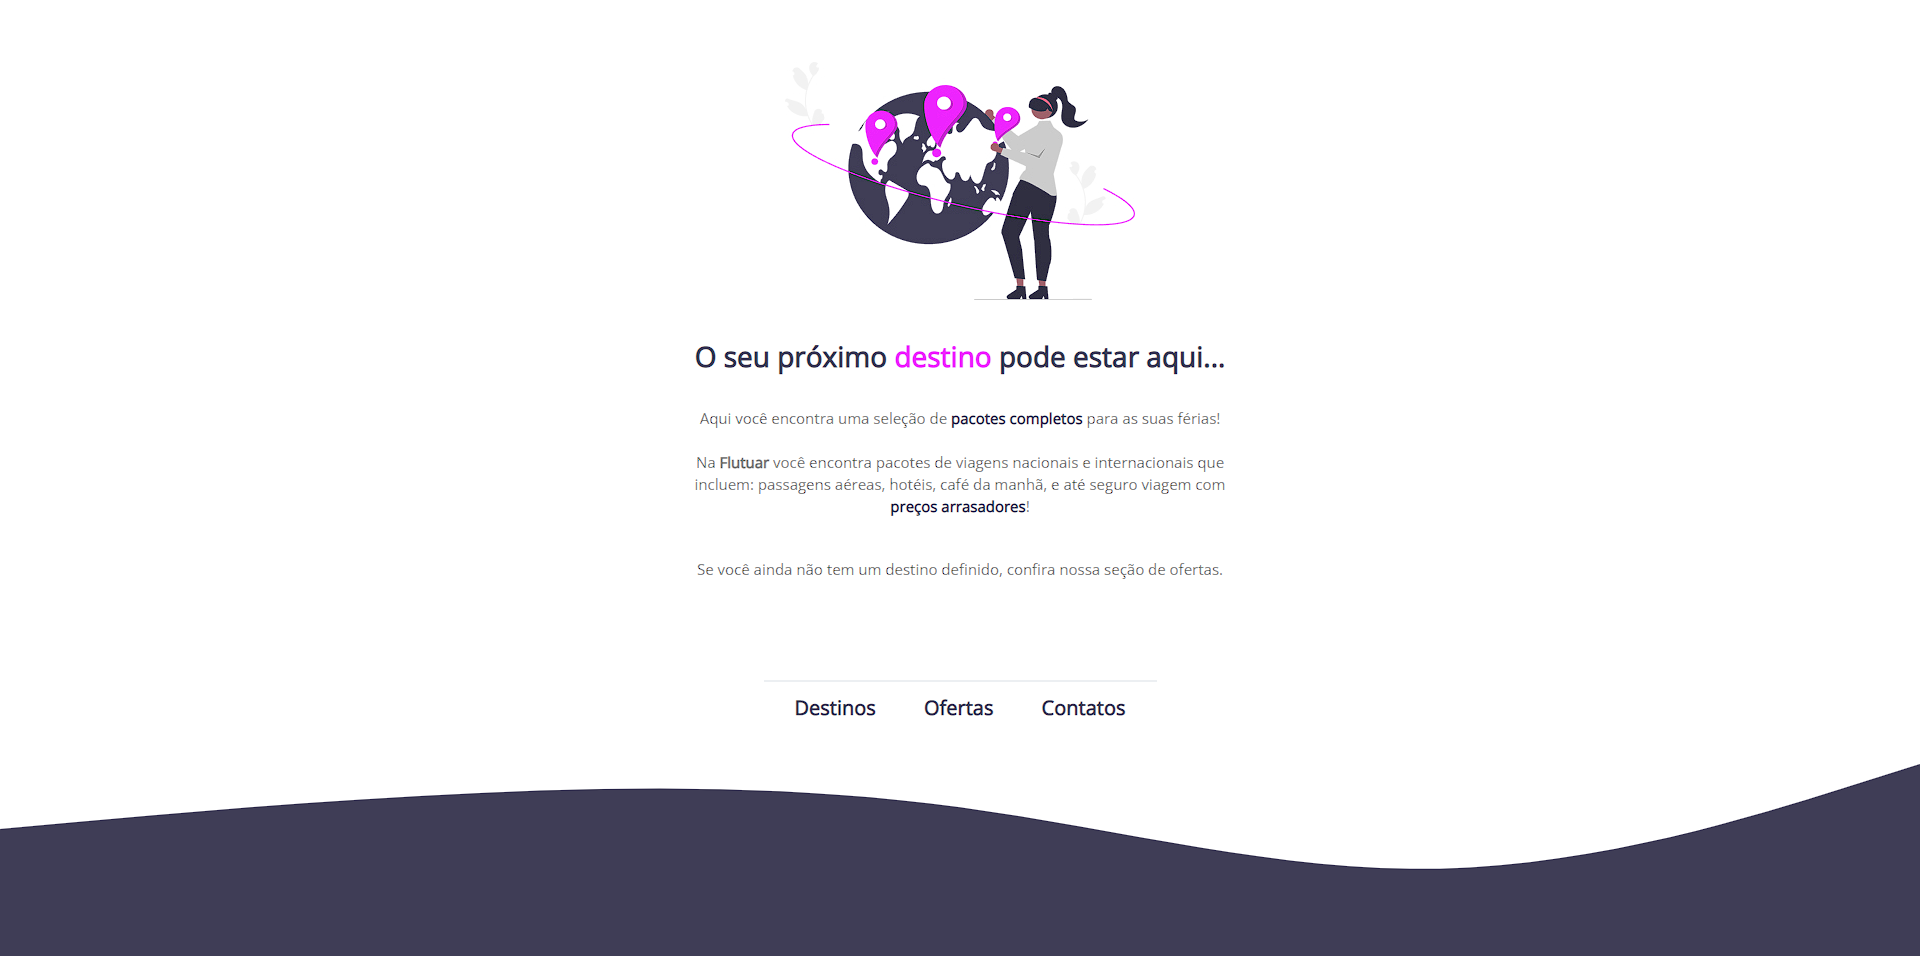 O seu próximo destino pode estar aqui...
Aqui você encontra uma seleção de pacotes completos para as suas férias!
Na Flutuar você encontra pacotes de viagens nacionais e internacionais que
incluem: passagens aéreas, hotéis, café da manhã, e até seguro viagem com
preços arrasadores!
Se você ainda não tem um destino definido, confira nossa seção de ofertas.
Destinos Ofertas Contatos